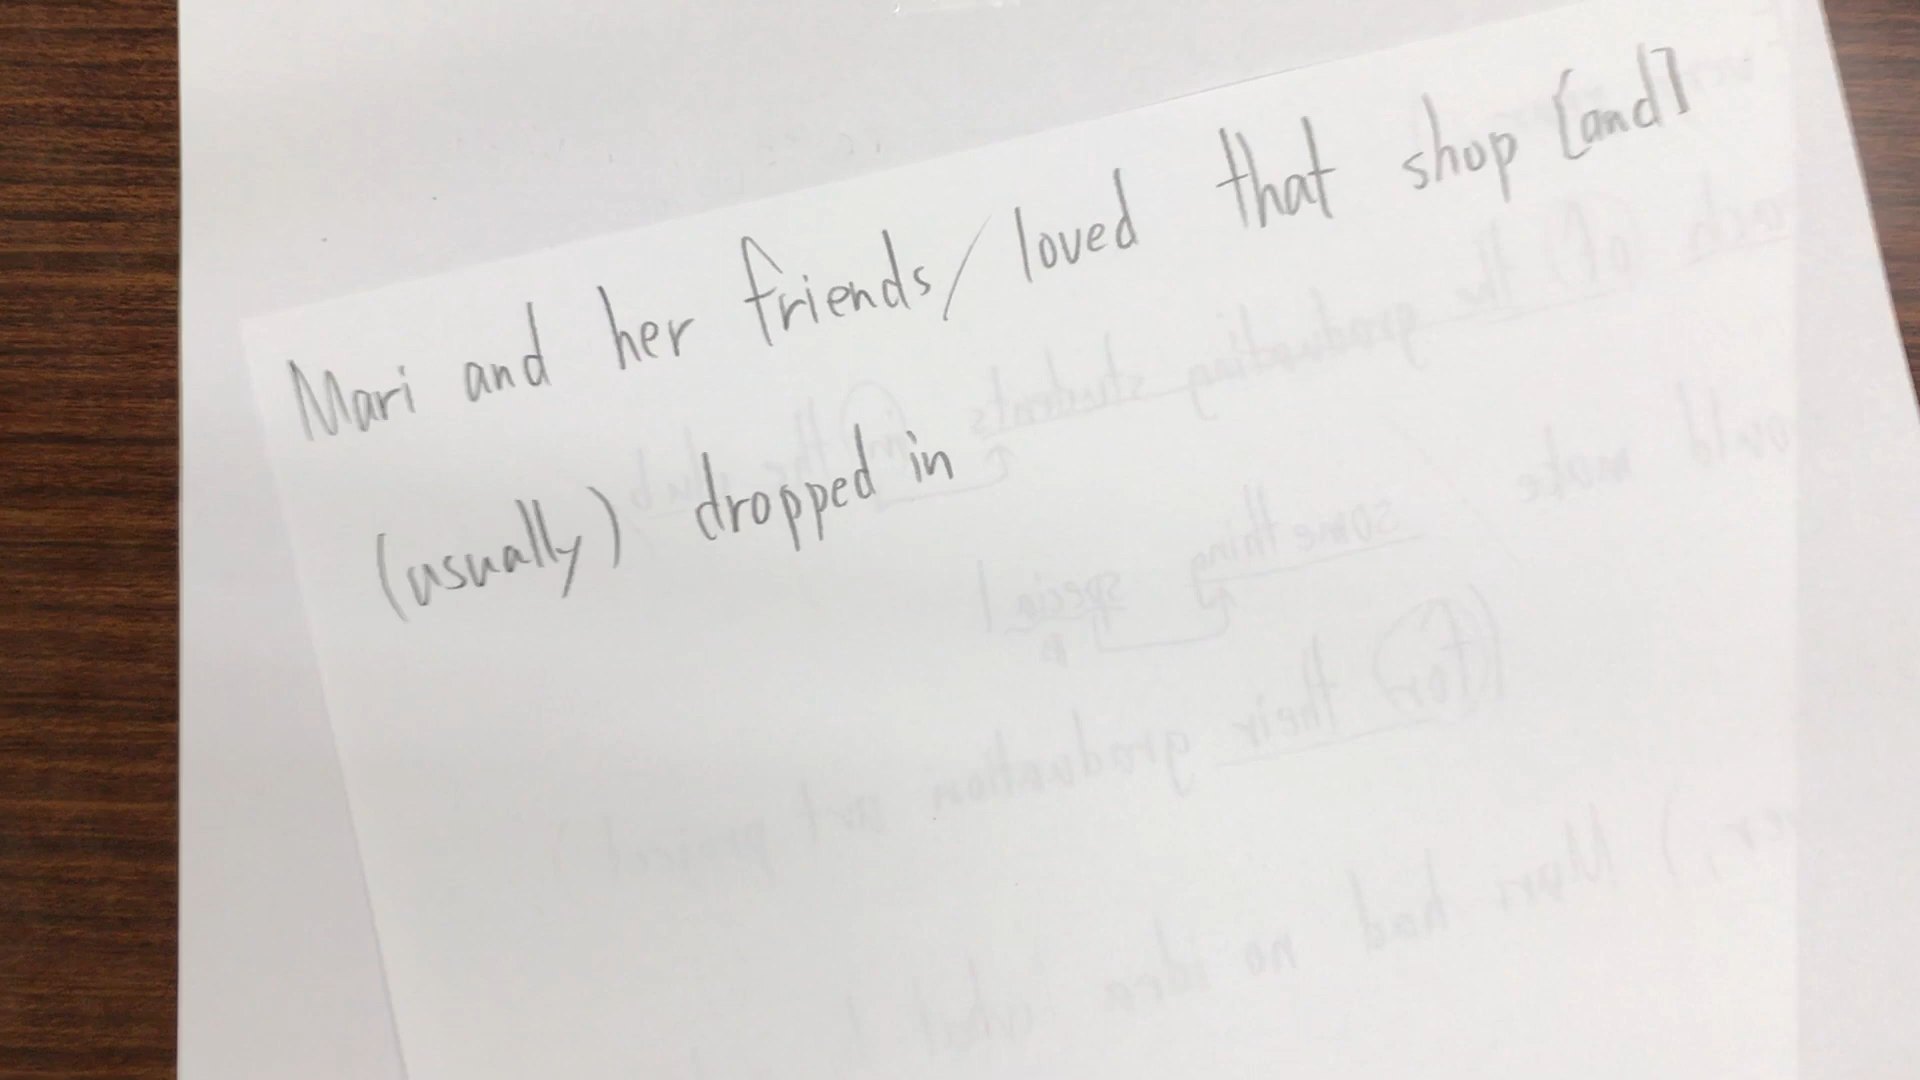 Mari and her friends / loved that shop [and]
(usually) dropped in